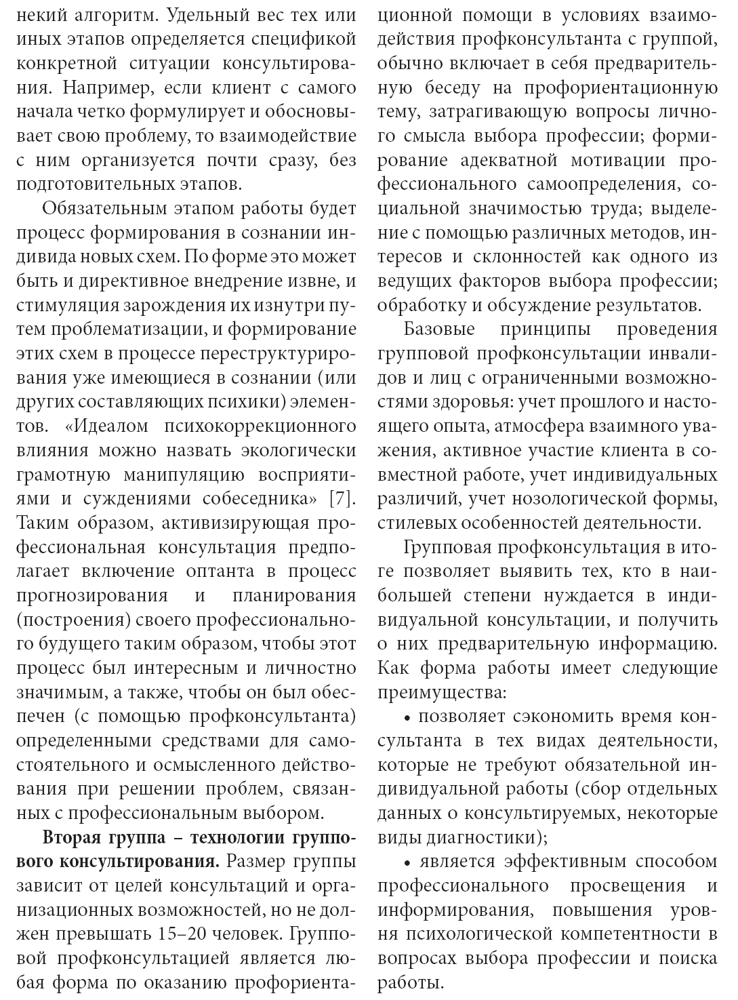 некий алгоритм. Удельный вес тех или
иных этапов определяется спецификой
конкретной ситуации консультирова-
ния. Например, если клиент с самого
начала четко формулирует и обосновы-
вает свою проблему, то взаимодействие
с ним организуется почти сразу, без
подготовительных этапов.
Обязательным этапом работы будет
процесс формирования в сознании ин-
дивида новых схем. По форме это может
быть и директивное внедрение извне, и
стимуляция зарождения их изнутри пу-
тем проблематизации, и формирование
этих схем в процессе переструктуриро-
вания уже имеющиеся в сознании (или
других составляющих психики) элемен-
тов. «Идеалом психокоррекционного
влияния можно назвать экологически
грамотную манипуляцию восприяти-
ями и суждениями собеседника» [7].
Таким образом, активизирующая про-
фессиональная консультация предпо-
лагает включение оптанта в процесс
прогнозирования и планирования
(построения) своего профессионально-
го будущего таким образом, чтобы этот
процесс был интересным и личностно
значимым, а также, чтобы он был обес-
печен (с помощью профконсультанта)
определенными средствами для само-
стоятельного и осмысленного действо-
вания при решении проблем, связан-
ных с профессиональным выбором.
Вторая группа – технологии группо-
вого консультирования. Размер группы
зависит от целей консультаций и орга-
низационных возможностей, но не дол-
жен превышать 15–20 человек. Группо-
вой профконсультацией является лю-
бая форма по оказанию профориента-
ционной помощи в условиях взаимо-
действия профконсультанта с группой,
обычно включает в себя предваритель-
ную беседу на профориентационную
тему, затрагивающую вопросы лично-
го смысла выбора профессии; форми-
рование адекватной мотивации про-
фессионального самоопределения, со-
циальной значимостью труда; выделе-
ние с помощью различных методов, ин-
тересов и склонностей как одного из
ведущих факторов выбора профессии;
обработку и обсуждение результатов.
Базовые принципы проведения
групповой профконсультации инвали-
дов и лиц с ограниченными возможно-
стями здоровья: учет прошлого и насто-
ящего опыта, атмосфера взаимного ува-
жения, активное участие клиента в со-
вместной работе, учет индивидуальных
различий, учет нозологической формы,
стилевых особенностей деятельности.
Групповая профконсультация в ито-
ге позволяет выявить тех, кто в наи-
большей степени нуждается в инди-
видуальной консультации, и получить
о них предварительную информацию.
Как форма работы имеет следующие
преимущества:
• позволяет сэкономить время кон-
сультанта в тех видах деятельности,
которые не требуют обязательной ин-
дивидуальной работы (сбор отдельных
данных о консультируемых, некоторые
виды диагностики);
• является эффективным способом
профессионального просвещения и
информирования, повышения уров-
ня психологической компетентности в
вопросах выбора профессии и поиска
работы.